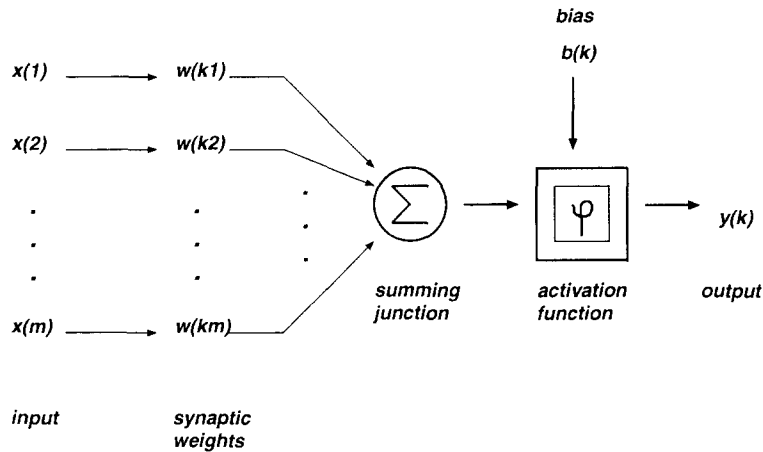 bias
b(k)
x(1) w(k1)
x(2) w(k2)
Σ φ y(k)
summing junction
activation function
output
x(m) w(km)
input
synaptic weights